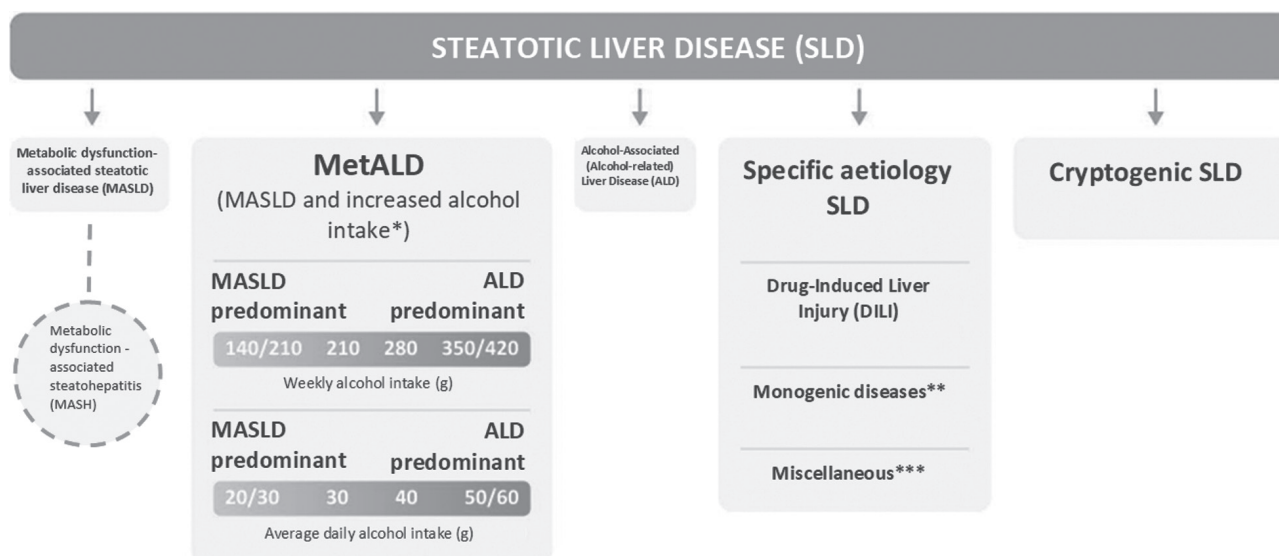 STEATOTIC LIVER DISEASE (SLD)
Metabolic dysfunction-
associated steatotic
liver disease (MASLD)
Metabolic
dysfunction -
associated
steatohepatitis
(MASH)
MetALD
(MASLD and increased alcohol
intake*)
MASLD ALD
predominant predominant
140/210 210 280 350/420
Weekly alcohol intake (g)
MASLD ALD
predominant predominant
20/30 30 40 50/60
Average daily alcohol intake (g)
Alcohol-Associated
(Alcohol-related)
Liver Disease (ALD)
Specific aetiology
SLD
Drug-Induced Liver
Injury (DILI)
Monogenic diseases**
Miscellaneous***
Cryptogenic SLD